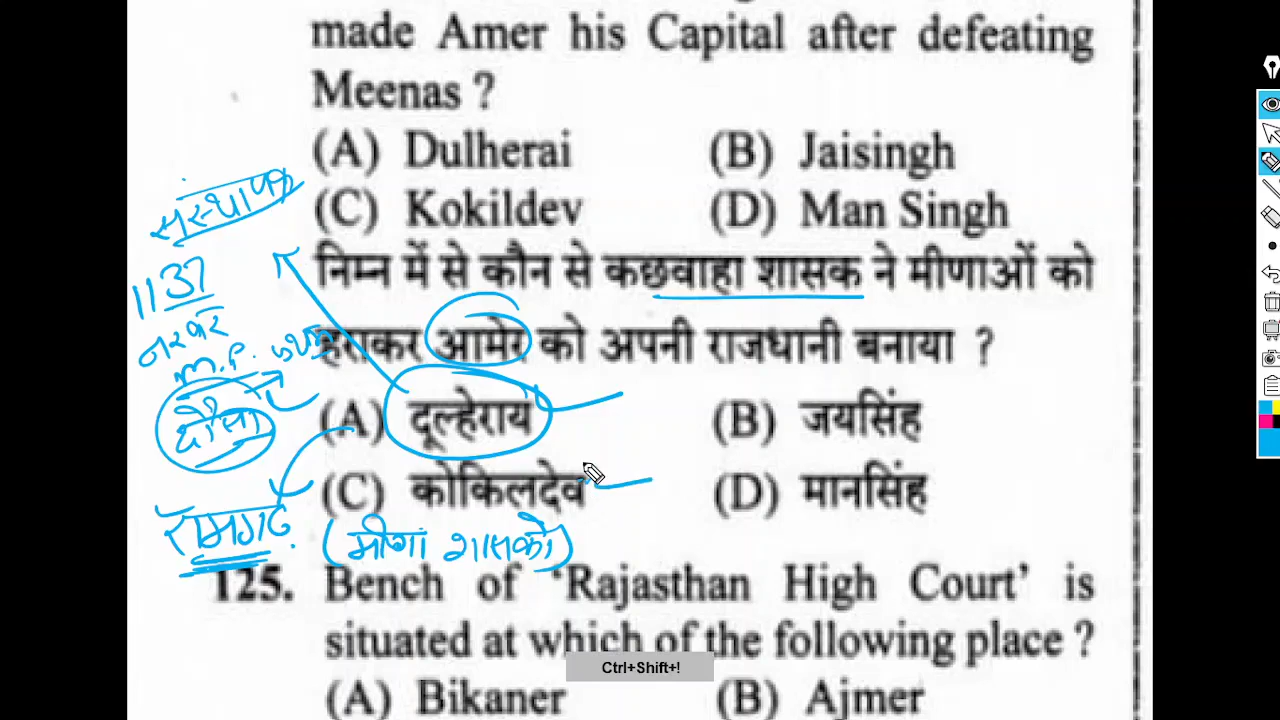 made Amer his Capital after defeating
Meenas ?
(A) Dulherai (B) Jaisingh
(C) Kokildev (D) Man Singh
संस्थापक
निम्न में से कौन से कछवाहा शासक ने मीणाओं को
1137
नरवर
हराकर आमेर को अपनी राजधानी बनाया ?
M.P.
दौसा
(A) दूल्हेराय (B) जयसिंह
(C) कोकिलदेव (D) मानसिंह
रामगढ़.
(मीणा शासको)
125. Bench of 'Rajasthan High Court' is
situated at which of the following place ?
Ctrl+Shift+!
(A) Bikaner (B) Ajmer